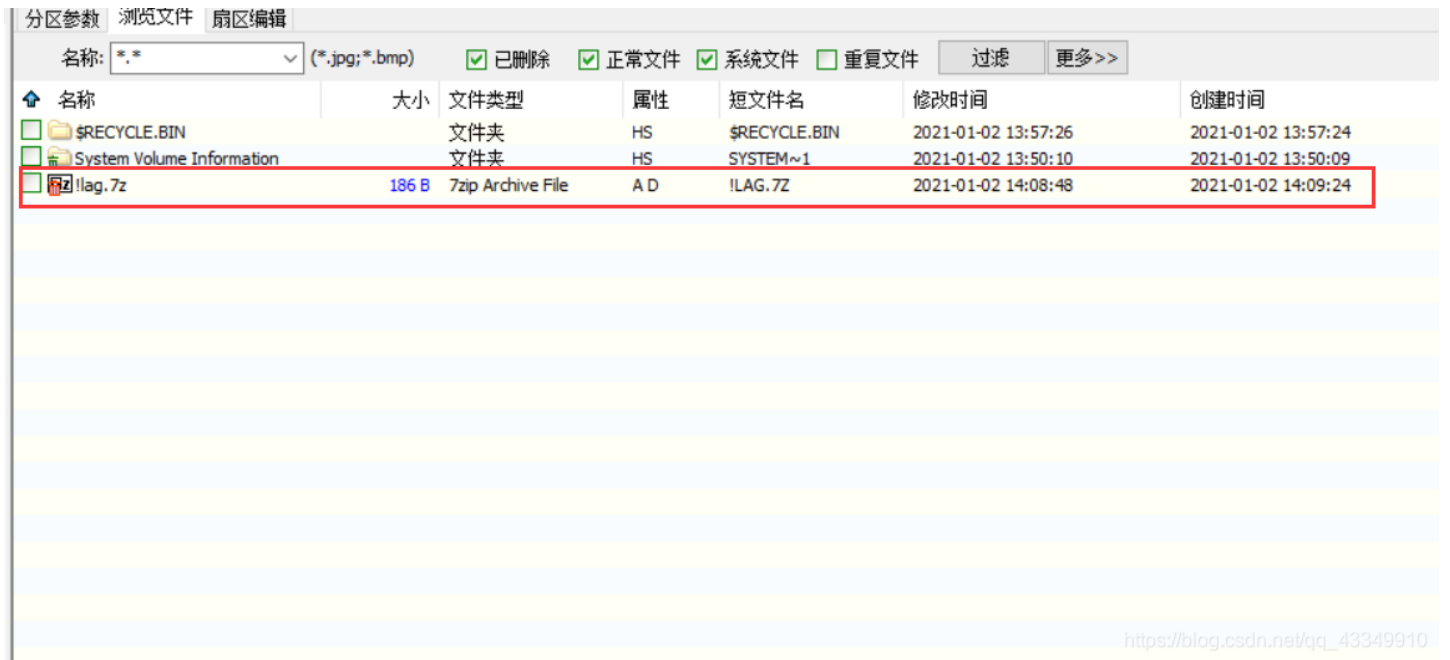 分区参数 浏览文件 扇区编辑
名称: *.* (*.jpg;*.bmp) 已删除 正常文件 系统文件 重复文件 过滤 更多>>
名称 大小 文件类型 属性 短文件名 修改时间 创建时间
$RECYCLE.BIN 文件夹 HS $RECYCLE.BIN 2021-01-02 13:57:26 2021-01-02 13:57:24
System Volume Information 文件夹 HS SYSTEM~1 2021-01-02 13:50:10 2021-01-02 13:50:09
!lag.7z 186 B 7zip Archive File A D !LAG.7Z 2021-01-02 14:08:48 2021-01-02 14:09:24
https://blog.csdn.net/qq_43349910